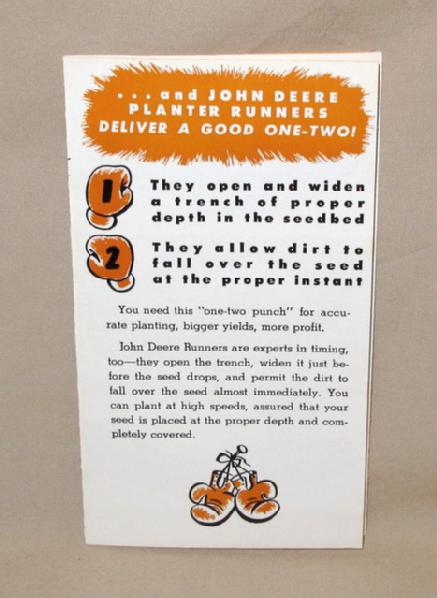 ...and JOHN DEERE
PLANTER RUNNERS
DELIVER A GOOD ONE-TWO!
1
They open and widen
a trench of proper
depth in the seedbed
2
They allow dirt to
fall over the seed
at the proper instant
You need this "one-two punch" for accu-
rate planting, bigger yields, more profit.
John Deere Runners are experts in timing,
too—they open the trench, widen it just be-
fore the seed drops, and permit the dirt to
fall over the seed almost immediately. You
can plant at high speeds, assured that your
seed is placed at the proper depth and com-
pletely covered.